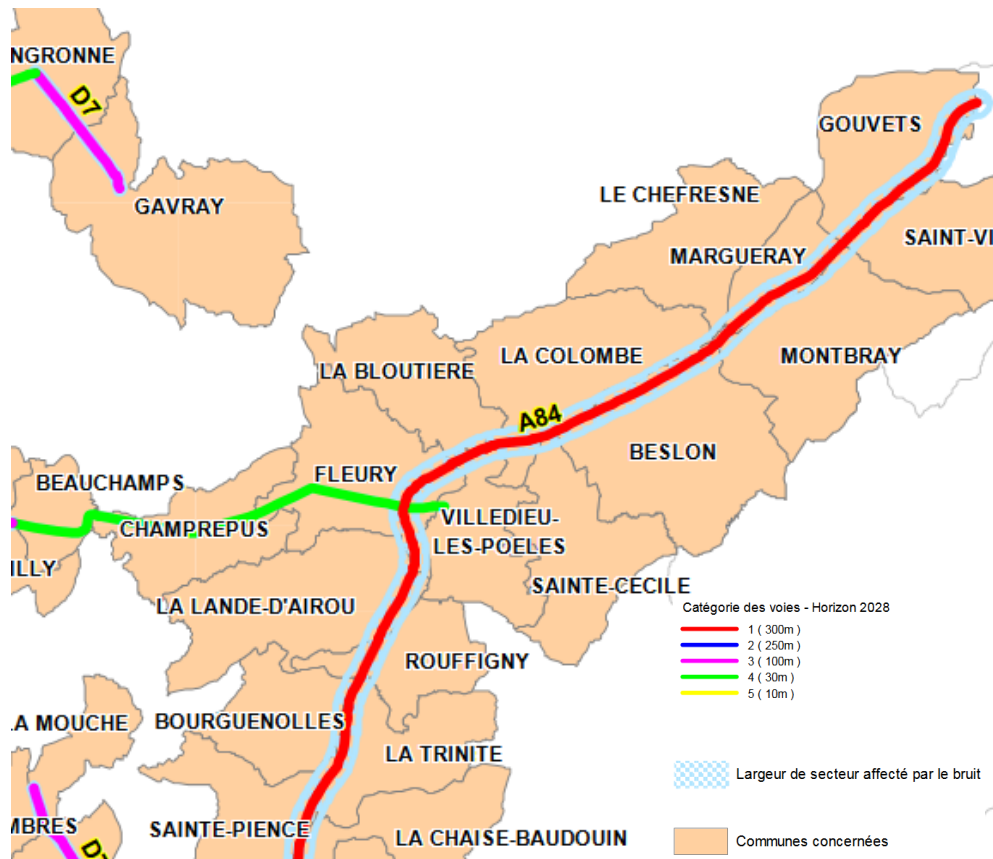 NGRONNE
D7
GOUVETS
GAVRAY
LE CHEFRESNE
SAINT-VI
MARGUERAY
LA COLOMBE
MONTBRAY
LA BLOUTIERE
A84
BESLON
FLEURY
BEAUCHAMPS
CHAMPREPUS
VILLEDIEU-
LES-POELES
ILLY
SAINTE-CECILE
LA LANDE-D'AIROU
Catégorie des voies - Horizon 2028
1 ( 300m )
2 ( 250m )
3 ( 100m )
4 ( 30m )
5 ( 10m )
ROUFFIGNY
LA MOUCHE
BOURGUENOLLES
LA TRINITE
Largeur de secteur affecté par le bruit
MBRES
SAINTE-PIENCE
LA CHAISE-BAUDOUIN
Communes concernées